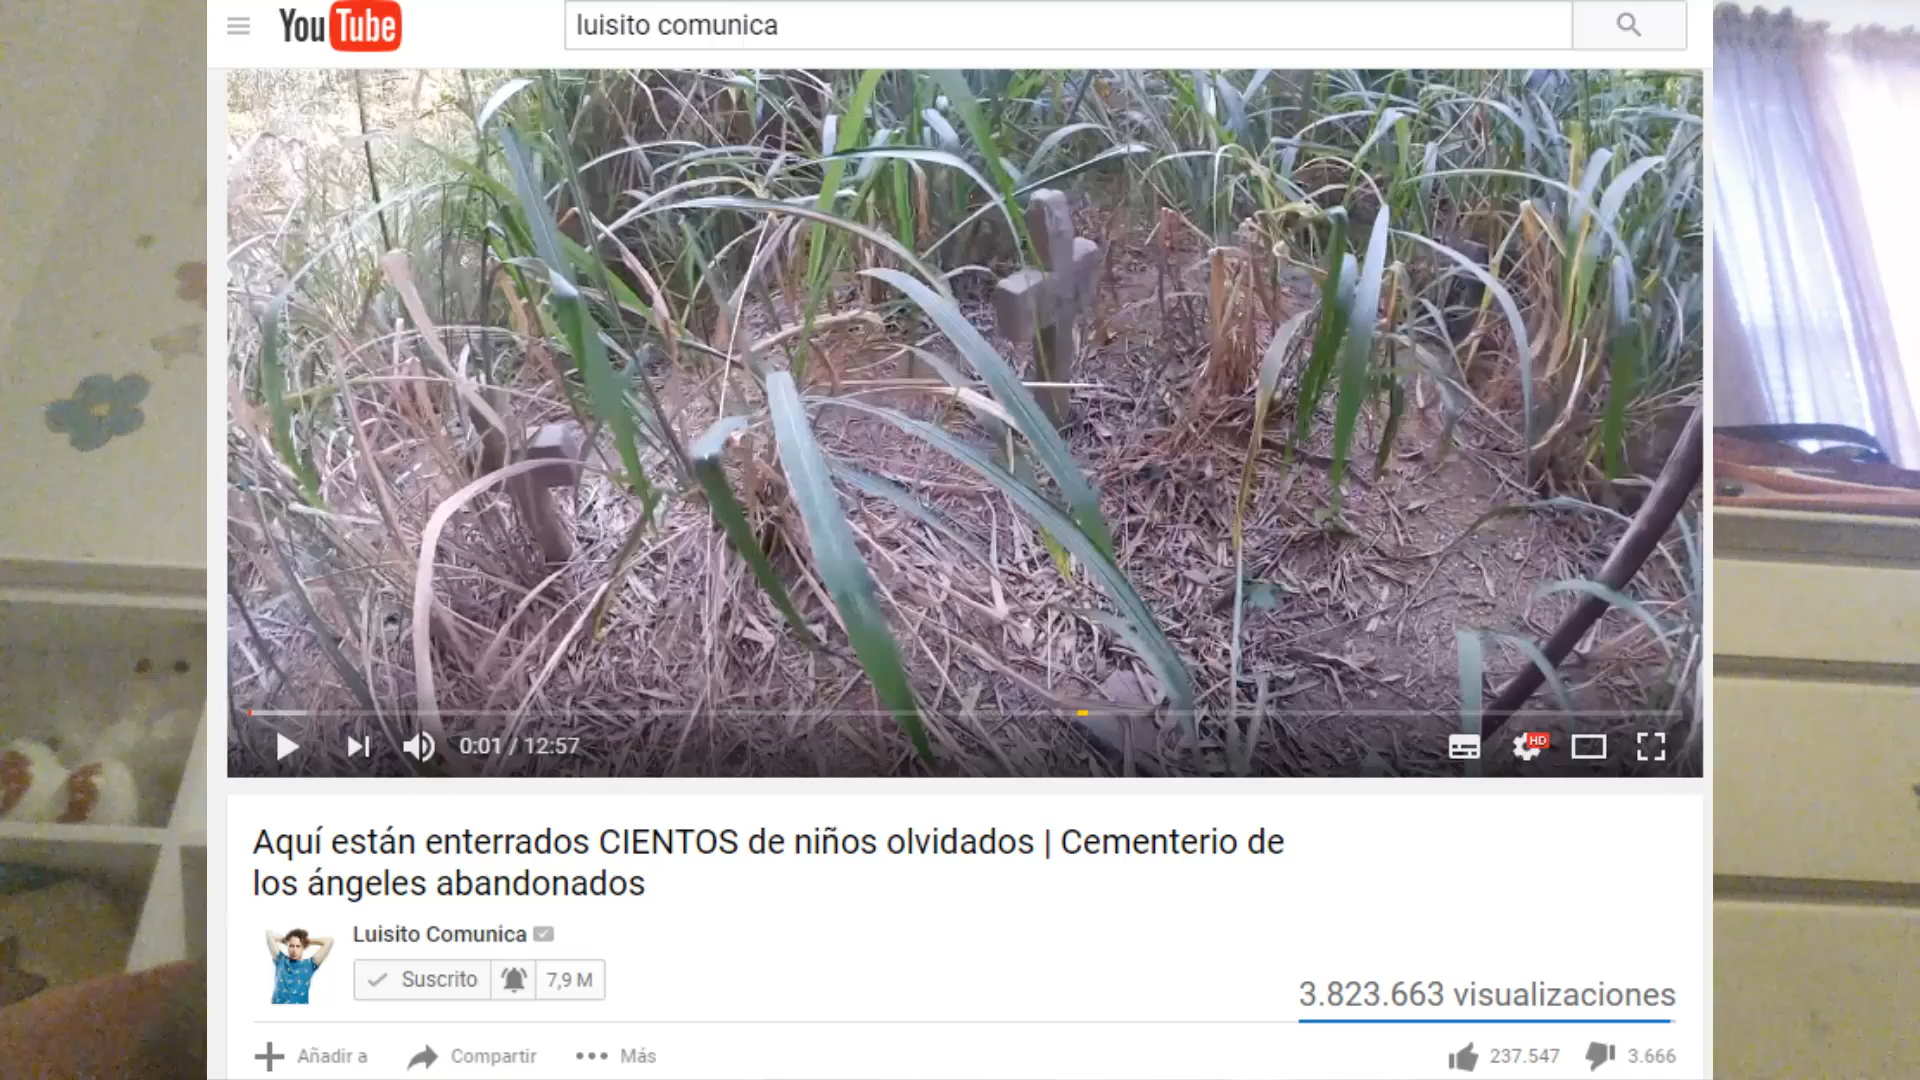 YouTube
luisito comunica
0:01 / 12:57
HD
Aquí están enterrados CIENTOS de niños olvidados | Cementerio de
los ángeles abandonados
Luisito Comunica
Suscrito 7,9 M
3.823.663 visualizaciones
Añadir a Compartir Más 237.547 3.666